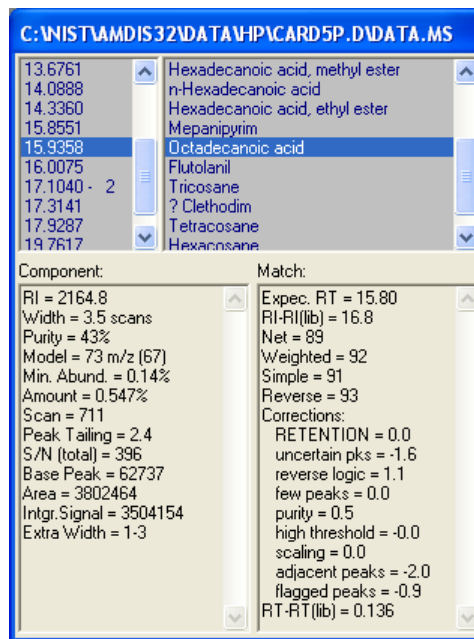 C:\NIST\AMDIS32\DATA\HP\CARD5P.D\DATA.MS
13.6761 Hexadecanoic acid, methyl ester
14.0888 n-Hexadecanoic acid
14.3360 Hexadecanoic acid, ethyl ester
15.8551 Mepanipyrim
15.9358 Octadecanoic acid
16.0075 Flutolanil
17.1040 - 2 Tricosane
17.3141 ? Clethodim
17.9287 Tetracosane
19.7617 Hexacosane
Component:
RI = 2164.8
Width = 3.5 scans
Purity = 43%
Model = 73 m/z (67)
Min. Abund. = 0.14%
Amount = 0.547%
Scan = 711
Peak Tailing = 2.4
S/N (total) = 396
Base Peak = 62737
Area = 3802464
Intgr.Signal = 3504154
Extra Width = 1-3
Match:
Expec. RT = 15.80
RI-RI(lib) = 16.8
Net = 89
Weighted = 92
Simple = 91
Reverse = 93
Corrections:
RETENTION = 0.0
uncertain pks = -1.6
reverse logic = 1.1
few peaks = 0.0
purity = 0.5
high threshold = -0.0
scaling = 0.0
adjacent peaks = -2.0
flagged peaks = -0.9
RT-RT(lib) = 0.136